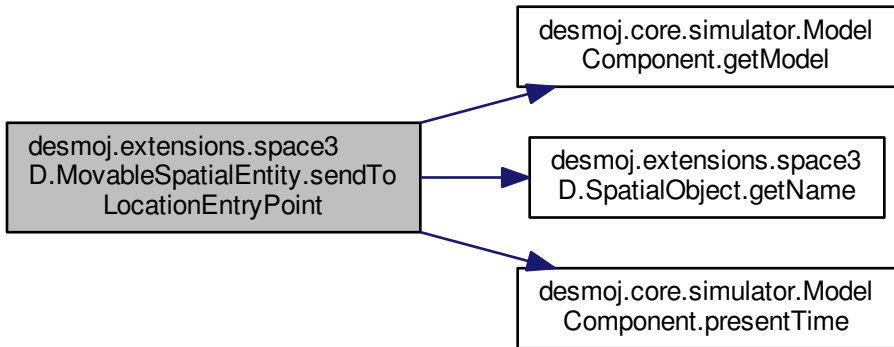 desmoj.core.simulator.Model
Component.getModel
desmoj.extensions.space3
D.MovableSpatialEntity.sendTo
LocationEntryPoint
desmoj.extensions.space3
D.SpatialObject.getName
desmoj.core.simulator.Model
Component.presentTime